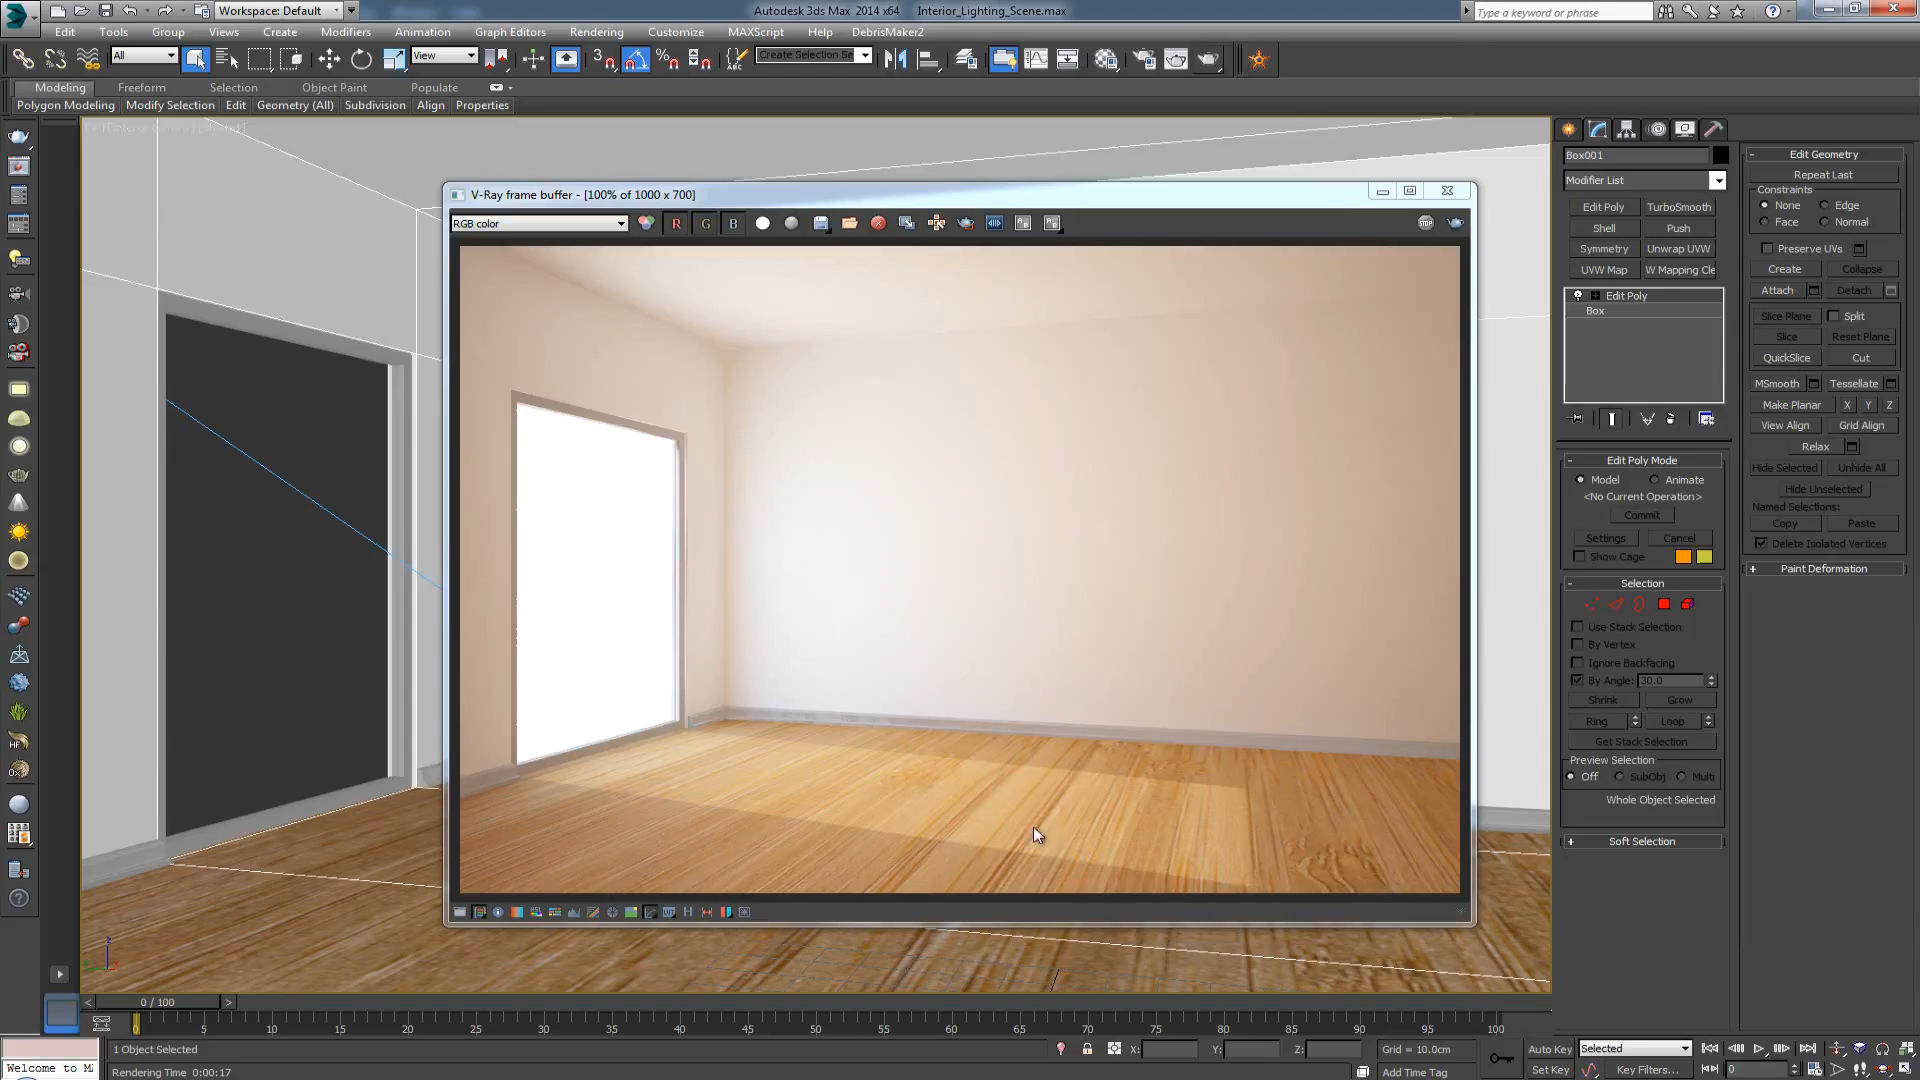 Workspace: Default
Autodesk 3ds Max 2014 x64 Interior_Lighting_Scene.max
Type a keyword or phrase
Edit Tools Group Views Create Modifiers Animation Graph Editors Rendering Customize MAXScript Help DebrisMaker2
All View Create Selection Se
Modeling Freeform Selection Object Paint Populate
Polygon Modeling Modify Selection Edit Geometry (All) Subdivision Align Properties
V-Ray frame buffer - [100% of 1000 x 700]
RGB color R G B
Box001
Modifier List
Edit Poly TurboSmooth
Shell Push
Symmetry Unwrap UVW
UVW Map W Mapping Cle
Edit Poly
Box
Edit Poly Mode
Model Animate
<No Current Operation>
Commit
Settings Cancel
Show Cage
Selection
Use Stack Selection
By Vertex
Ignore Backfacing
By Angle: 30.0
Shrink Grow
Ring Loop
Get Stack Selection
Preview Selection
Off SubObj Multi
Whole Object Selected
Soft Selection
Edit Geometry
Repeat Last
Constraints
None Edge
Face Normal
Preserve UVs
Create Collapse
Attach Detach
Slice Plane Split
Slice Reset Plane
QuickSlice Cut
MSmooth Tessellate
Make Planar X Y Z
View Align Grid Align
Relax
Hide Selected Unhide All
Hide Unselected
Named Selections:
Copy Paste
Delete Isolated Vertices
Paint Deformation
0 / 100
0 5 10 15 20 25 30 35 40 45 50 55 60 65 70 75 80 85 90 95 100
1 Object Selected X: Y: Z: Grid = 10.0cm Auto Key Selected
Welcome to M
Rendering Time 0:00:17 Add Time Tag Set Key Key Filters... 0